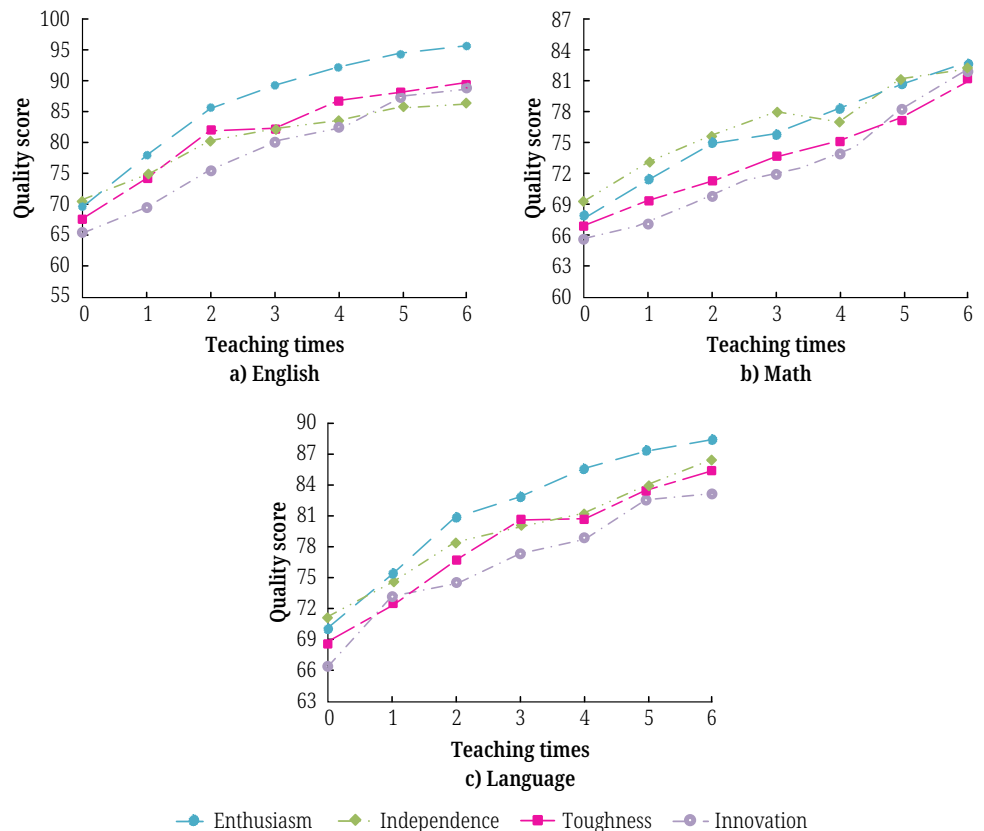 100
95
90
85
80
75
70
65
60
55
Quality score
0 1 2 3 4 5 6
Teaching times
a) English
87
84
81
78
75
72
69
66
63
60
Quality score
0 1 2 3 4 5 6
Teaching times
b) Math
90
87
84
81
78
75
72
69
66
63
Quality score
0 1 2 3 4 5 6
Teaching times
c) Language
Enthusiasm Independence Toughness Innovation